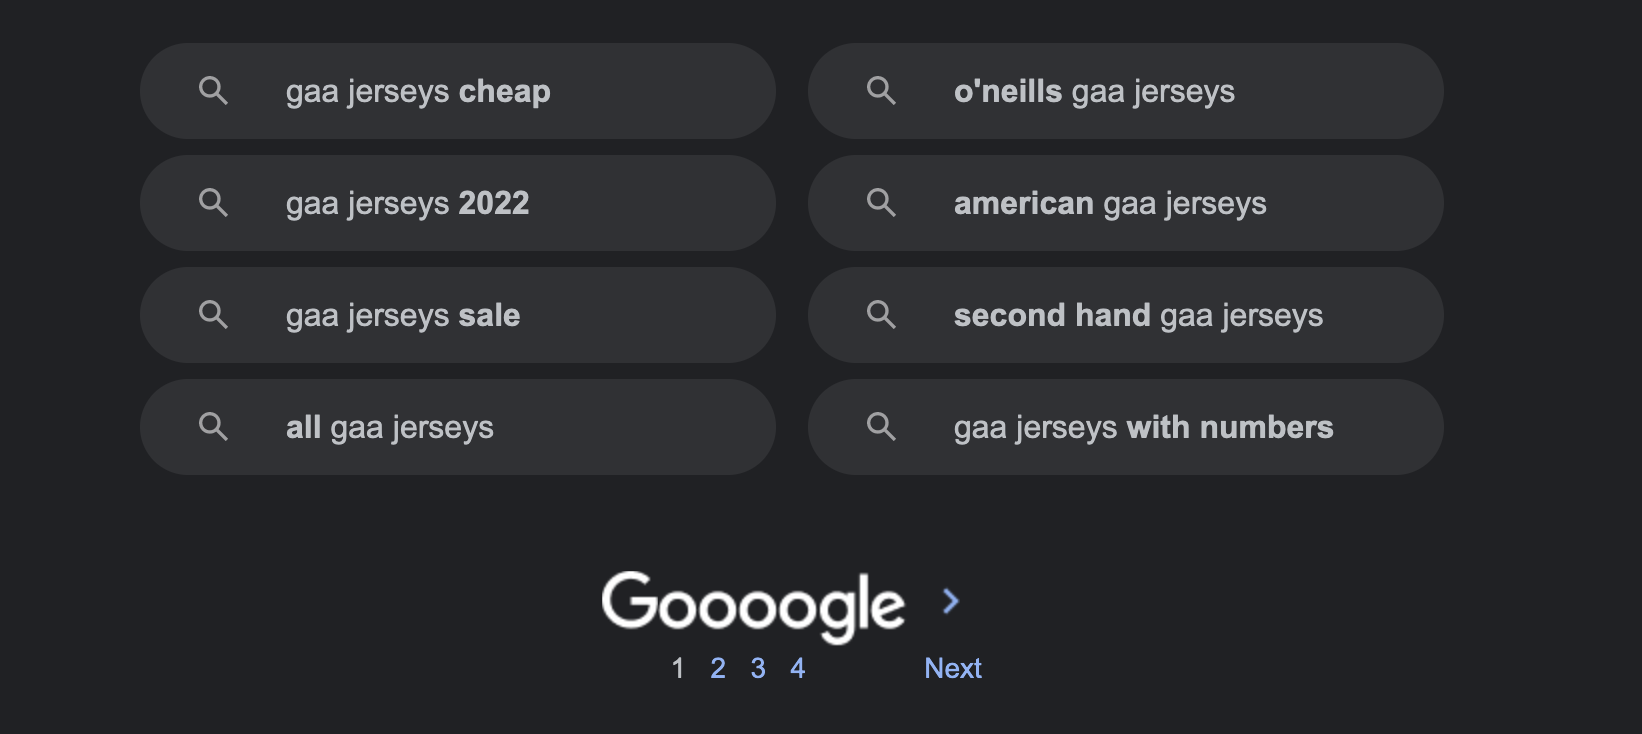 gaa jerseys cheap
o'neills gaa jerseys
gaa jerseys 2022
american gaa jerseys
gaa jerseys sale
second hand gaa jerseys
all gaa jerseys
gaa jerseys with numbers
Goooogle
1 2 3 4 Next